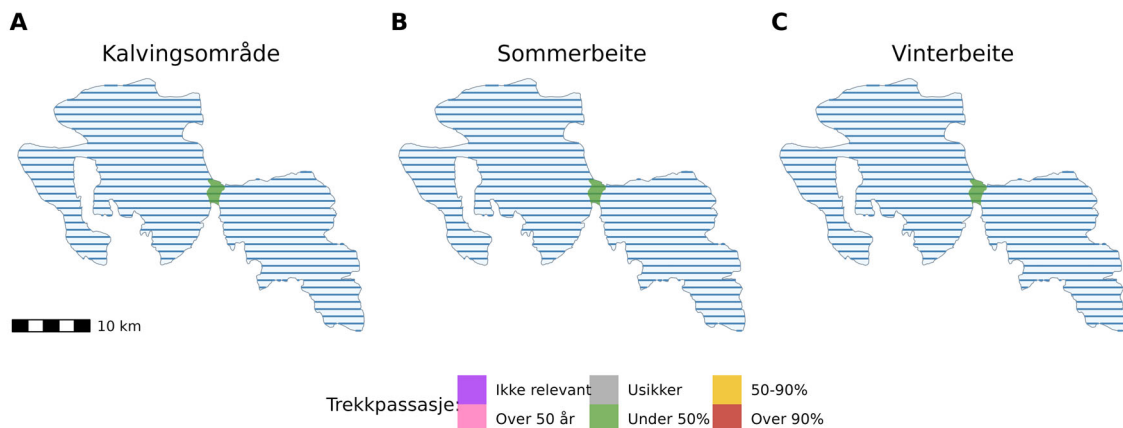 A
B
C
Kalvingsområde
Sommerbeite
Vinterbeite
10 km
Trekkpassasje:
Ikke relevant
Usikker
50-90%
Over 50 år
Under 50%
Over 90%